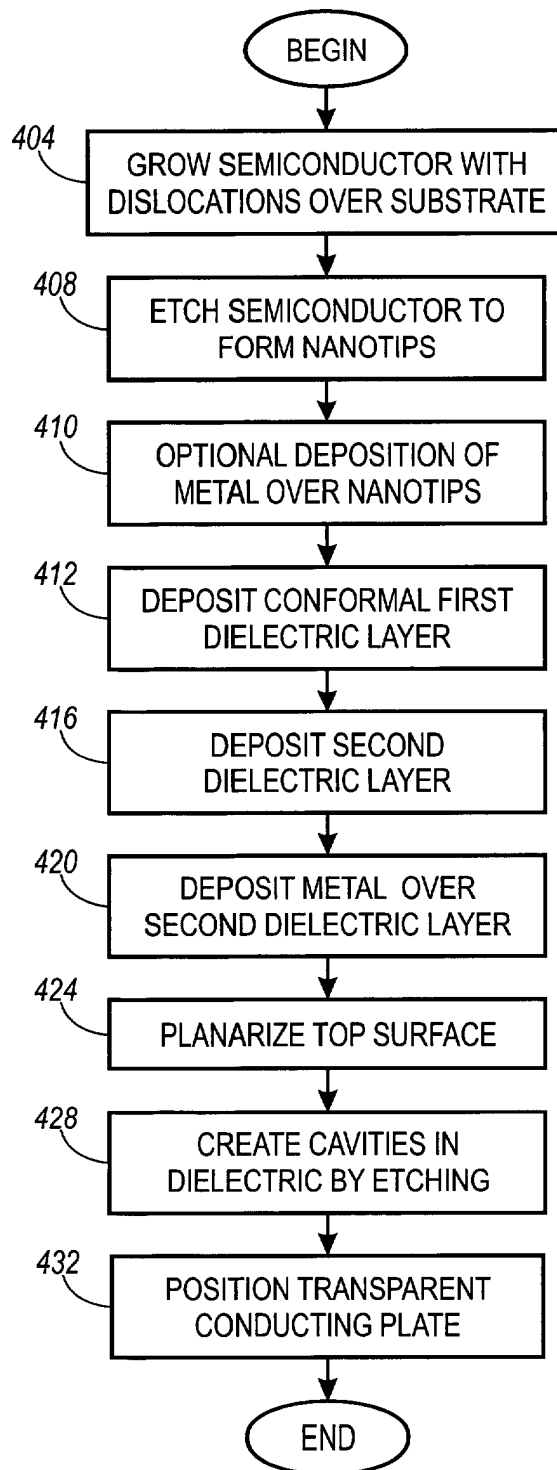 BEGIN
404
GROW SEMICONDUCTOR WITH
DISLOCATIONS OVER SUBSTRATE
408
ETCH SEMICONDUCTOR TO
FORM NANOTIPS
410
OPTIONAL DEPOSITION OF
METAL OVER NANOTIPS
412
DEPOSIT CONFORMAL FIRST
DIELECTRIC LAYER
416
DEPOSIT SECOND
DIELECTRIC LAYER
420
DEPOSIT METAL OVER
SECOND DIELECTRIC LAYER
424
PLANARIZE TOP SURFACE
428
CREATE CAVITIES IN
DIELECTRIC BY ETCHING
432
POSITION TRANSPARENT
CONDUCTING PLATE
END